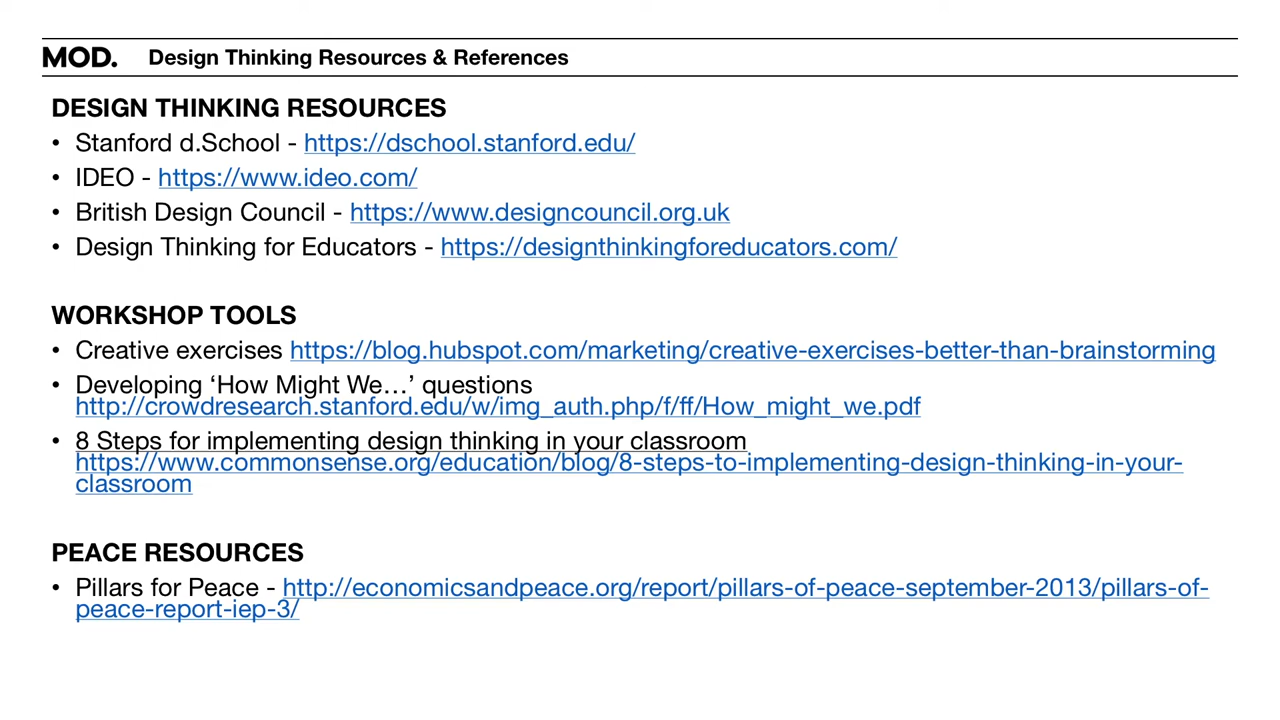 MOD. Design Thinking Resources & References
DESIGN THINKING RESOURCES
• Stanford d.School - https://dschool.stanford.edu/
• IDEO - https://www.ideo.com/
• British Design Council - https://www.designcouncil.org.uk
• Design Thinking for Educators - https://designthinkingforeducators.com/
WORKSHOP TOOLS
• Creative exercises https://blog.hubspot.com/marketing/creative-exercises-better-than-brainstorming
• Developing ‘How Might We…’ questions
http://crowdresearch.stanford.edu/w/img_auth.php/f/ff/How_might_we.pdf
• 8 Steps for implementing design thinking in your classroom
https://www.commonsense.org/education/blog/8-steps-to-implementing-design-thinking-in-your-
classroom
PEACE RESOURCES
• Pillars for Peace - http://economicsandpeace.org/report/pillars-of-peace-september-2013/pillars-of-
peace-report-iep-3/